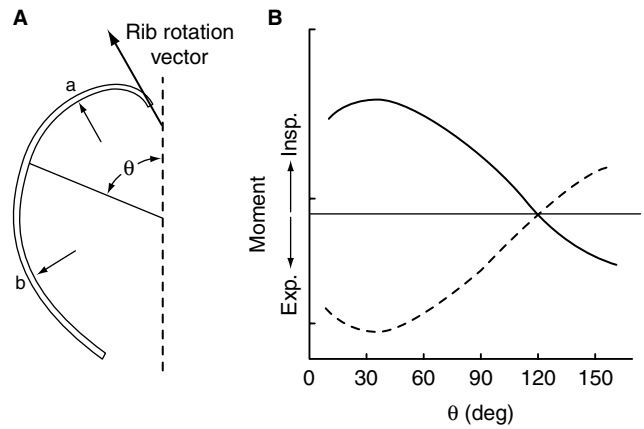 A
Rib rotation
vector
a
θ
b
B
Moment
Insp.
Exp.
0 30 60 90 120 150
θ (deg)